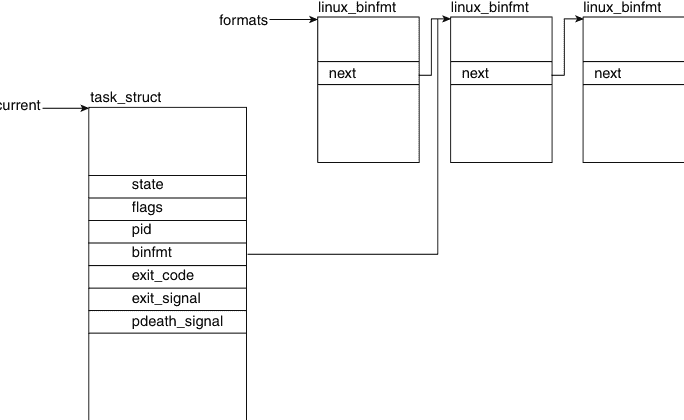 linux_binfmt linux_binfmt linux_binfmt
formats
next next next
task_struct
current
state
flags
pid
binfmt
exit_code
exit_signal
pdeath_signal